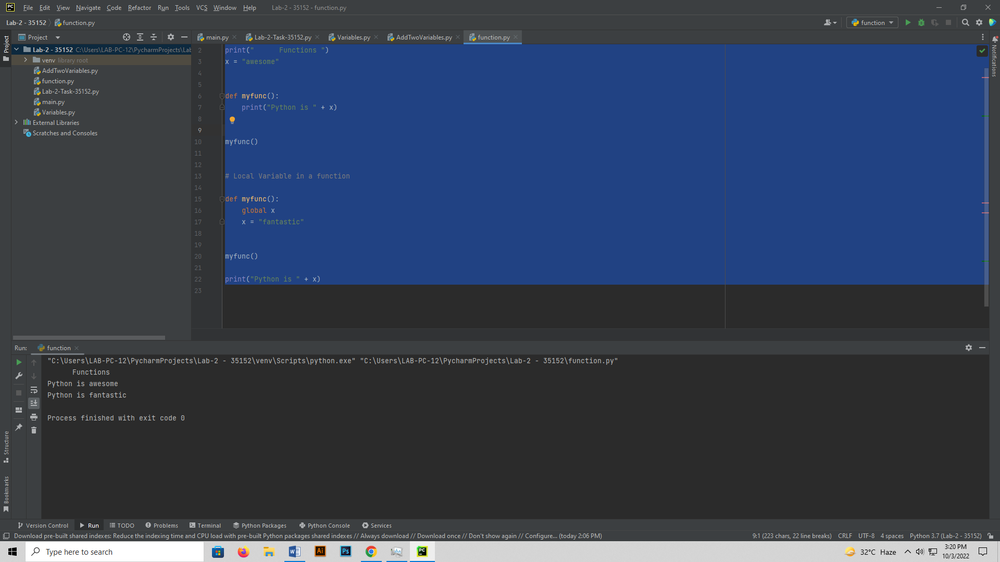 File Edit View Navigate Code Refactor Run Tools VCS Window Help Lab-2 - 35152 - function.py
Lab-2 - 35152 function.py function
Project main.py Lab-2-Task-35152.py Variables.py AddTwoVariables.py function.py
Project
Notifications
Lab-2 - 35152 C:\Users\LAB-PC-12\PycharmProjects\Lab
venv library root
AddTwoVariables.py
function.py
Lab-2-Task-35152.py
main.py
Variables.py
External Libraries
Scratches and Consoles
2 print("      Functions ")
3 x = "awesome"
4
5
6 def myfunc():
7     print("Python is " + x)
8
9
10 myfunc()
11
12
13 # Local Variable in a function
14
15 def myfunc():
16     global x
17     x = "fantastic"
18
19
20 myfunc()
21
22 print("Python is " + x)
23
Run: function
"C:\Users\LAB-PC-12\PycharmProjects\Lab-2 - 35152\venv\Scripts\python.exe" "C:\Users\LAB-PC-12\PycharmProjects\Lab-2 - 35152\function.py"
      Functions
Python is awesome
Python is fantastic
Process finished with exit code 0
Structure
Bookmarks
Version Control Run TODO Problems Terminal Python Packages Python Console Services
Download pre-built shared indexes: Reduce the indexing time and CPU load with pre-built Python packages shared indexes // Always download // Download once // Don't show again // Configure... (today 2:06 PM) 9:1 (223 chars, 22 line breaks) CRLF UTF-8 4 spaces Python 3.7 (Lab-2 - 35152)
Type here to search 32°C Haze 3:20 PM
10/3/2022